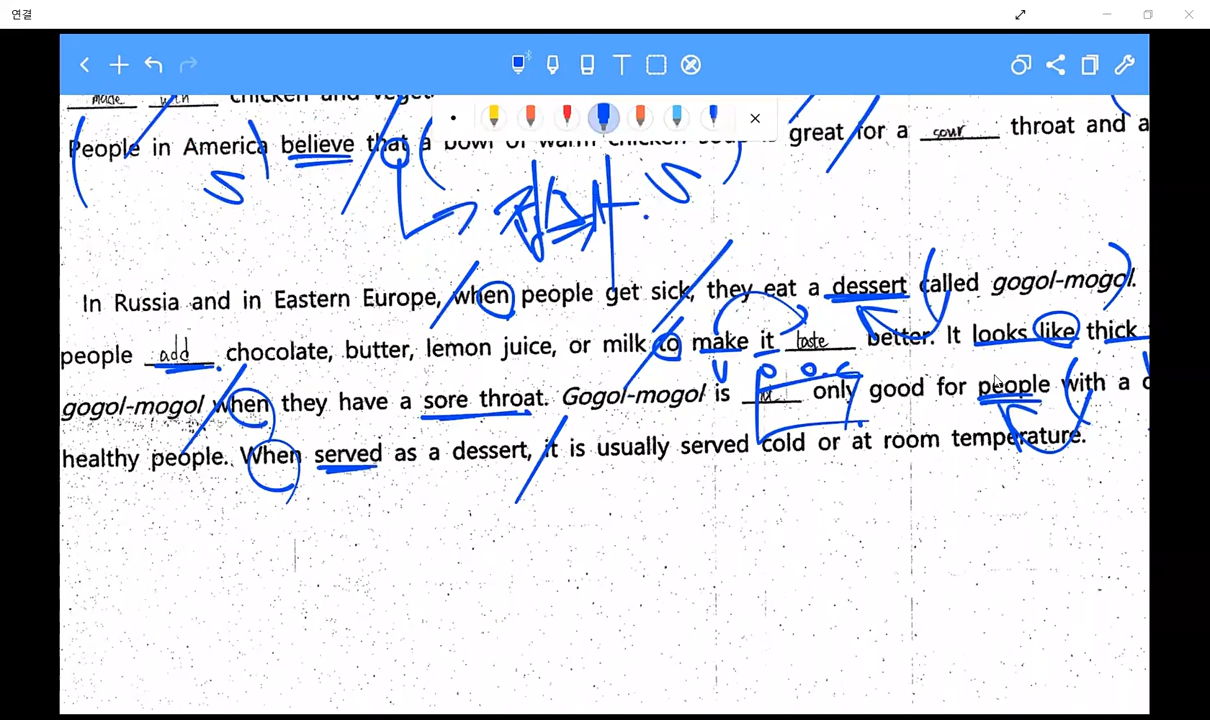 연결
made with chicken and veget
People in America believe that a bowl of warm chicken soup great for a sour throat and a
S 접속사. S
In Russia and in Eastern Europe, when people get sick, they eat a dessert called gogol-mogol.
people add chocolate, butter, lemon juice, or milk to make it taste better. It looks like thick
V O O.C
gogol-mogol when they have a sore throat. Gogol-mogol is only good for people with a c
healthy people. When served as a dessert, it is usually served cold or at room temperature.